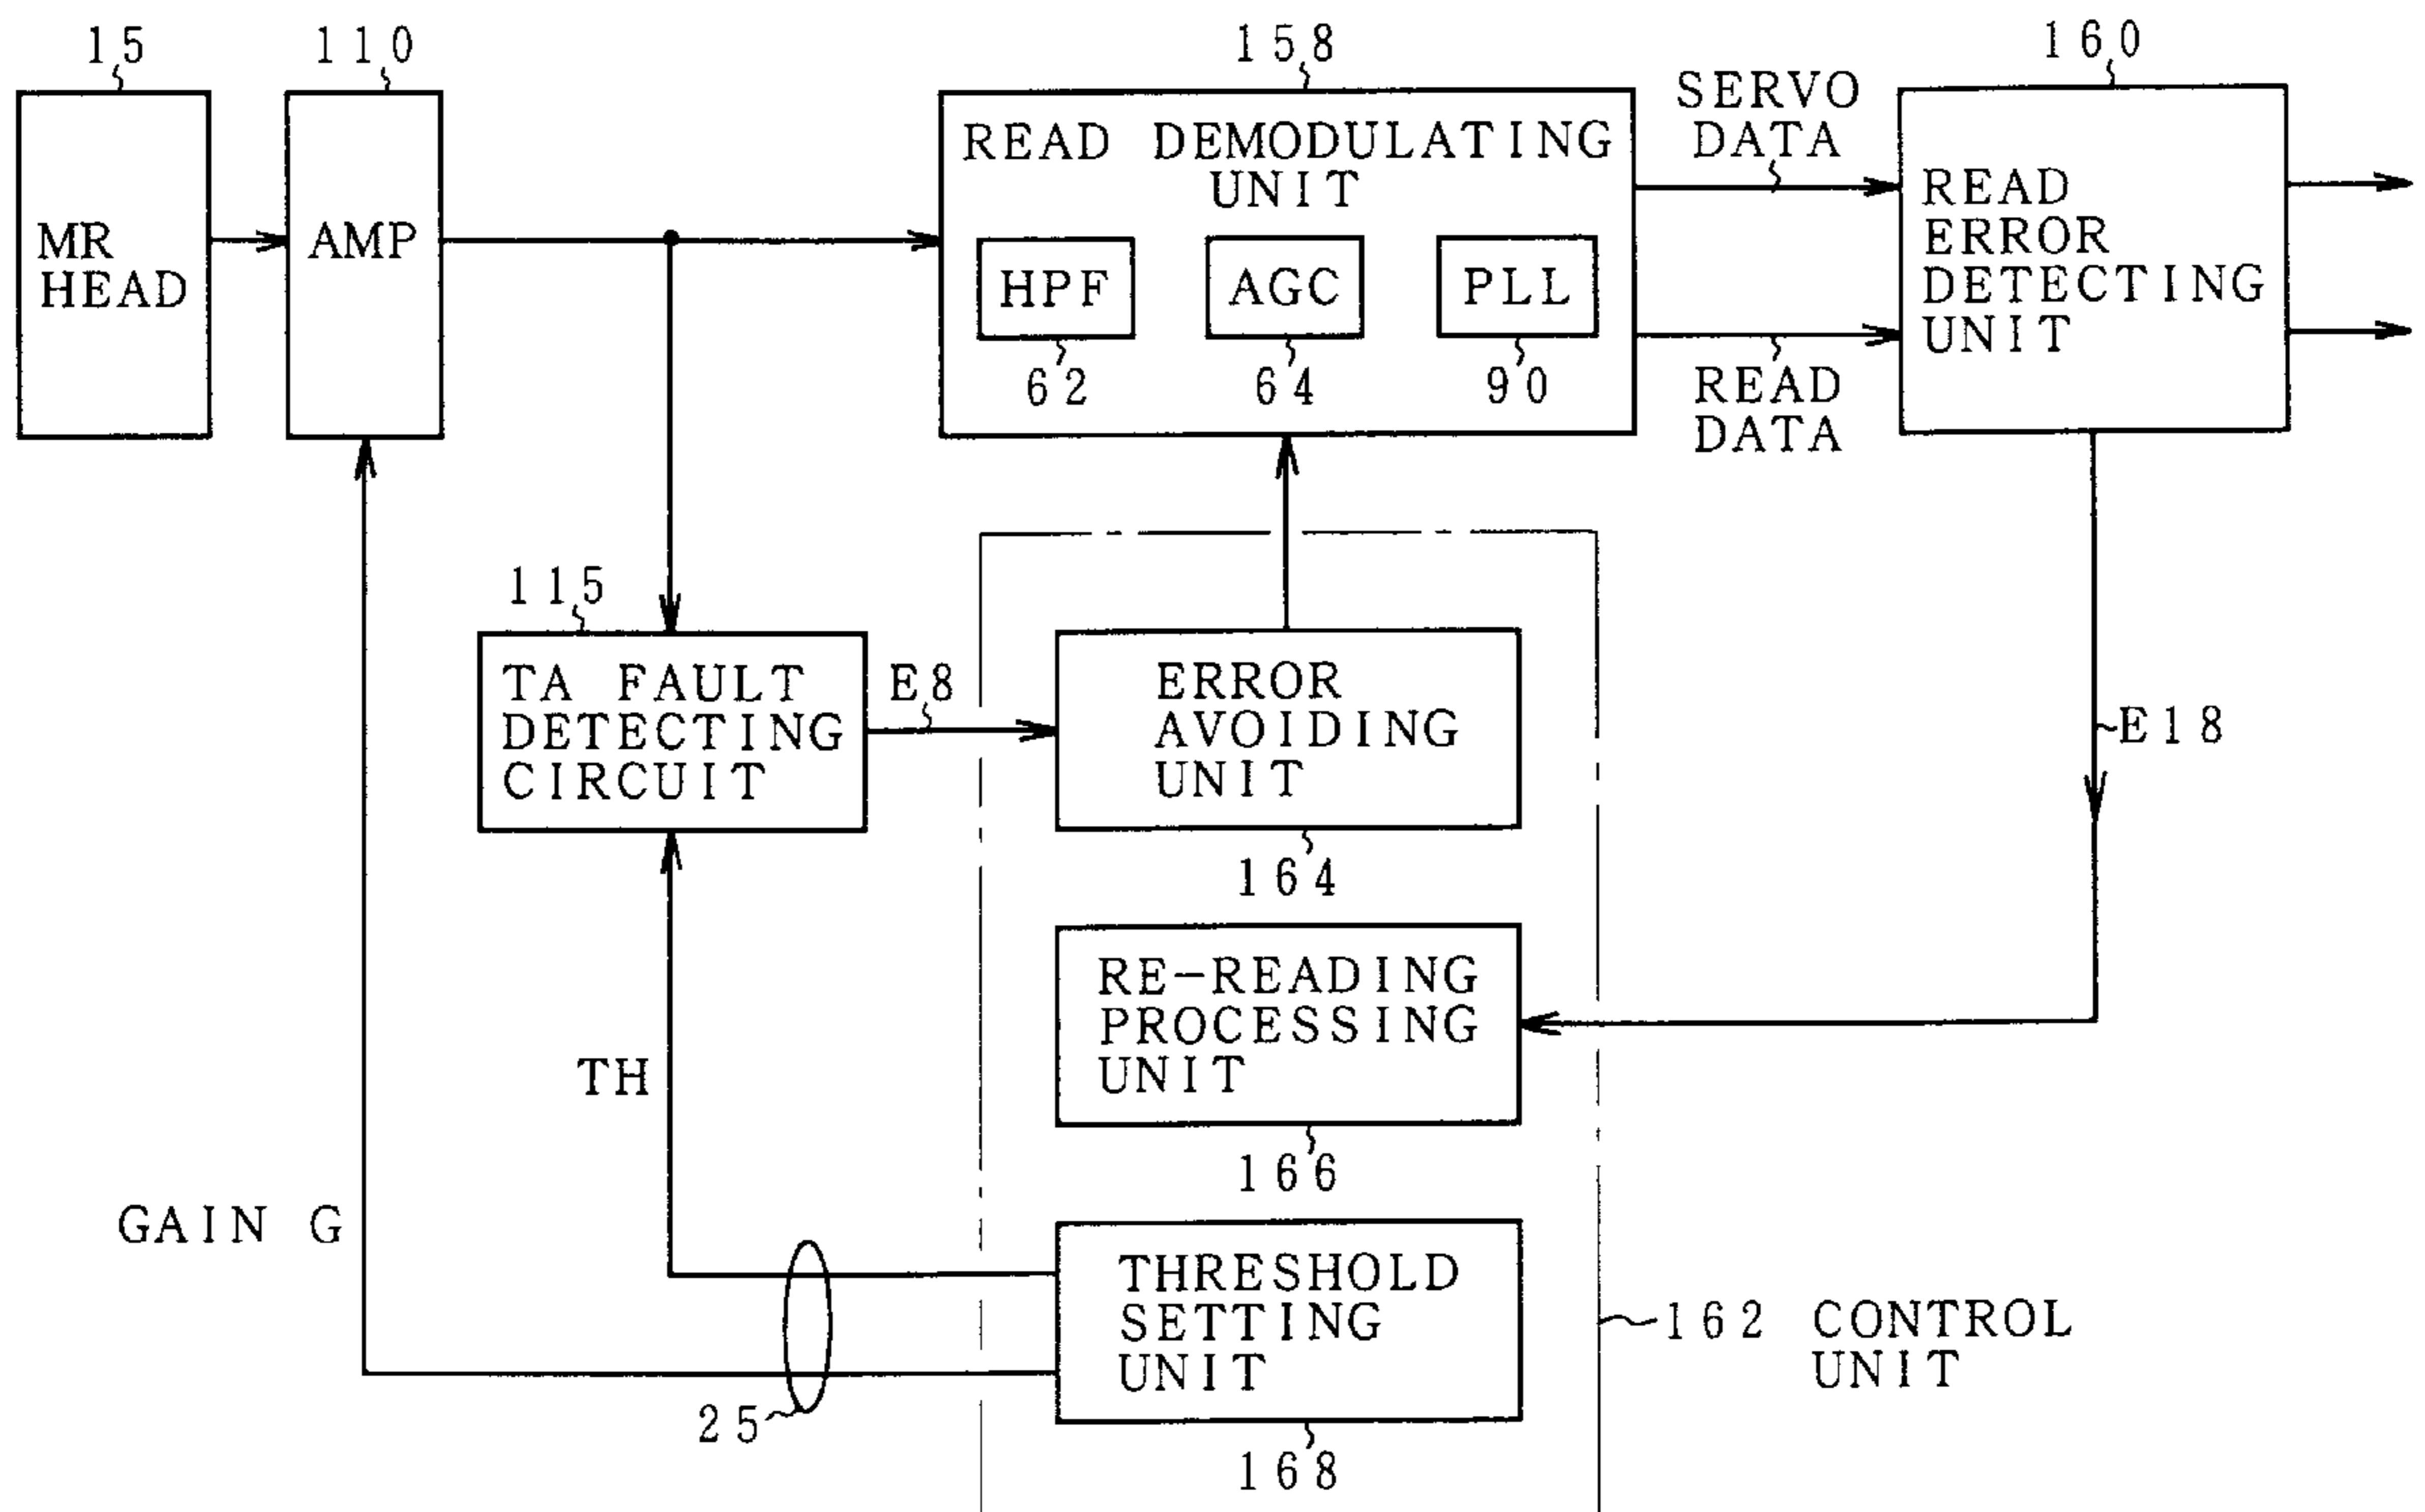 15
110
158
160
MR
HEAD
AMP
READ DEMODULATING
UNIT
HPF
AGC
PLL
62
64
90
SERVO
DATA
READ
DATA
READ
ERROR
DETECTING
UNIT
115
TA FAULT
DETECTING
CIRCUIT
E8
ERROR
AVOIDING
UNIT
164
E18
RE-READING
PROCESSING
UNIT
166
TH
GAIN G
THRESHOLD
SETTING
UNIT
168
25
162 CONTROL
UNIT